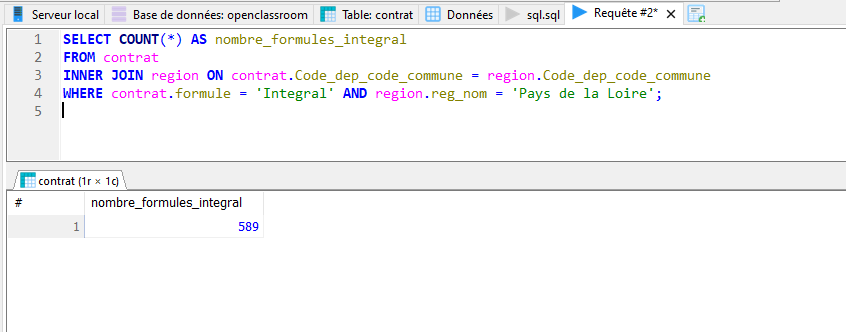 Serveur local Base de données: openclassroom Table: contrat Données sql.sql Requête #2*
1 SELECT COUNT(*) AS nombre_formules_integral
2 FROM contrat
3 INNER JOIN region ON contrat.Code_dep_code_commune = region.Code_dep_code_commune
4 WHERE contrat.formule = 'Integral' AND region.reg_nom = 'Pays de la Loire';
5
contrat (1r × 1c)
# nombre_formules_integral
1 589